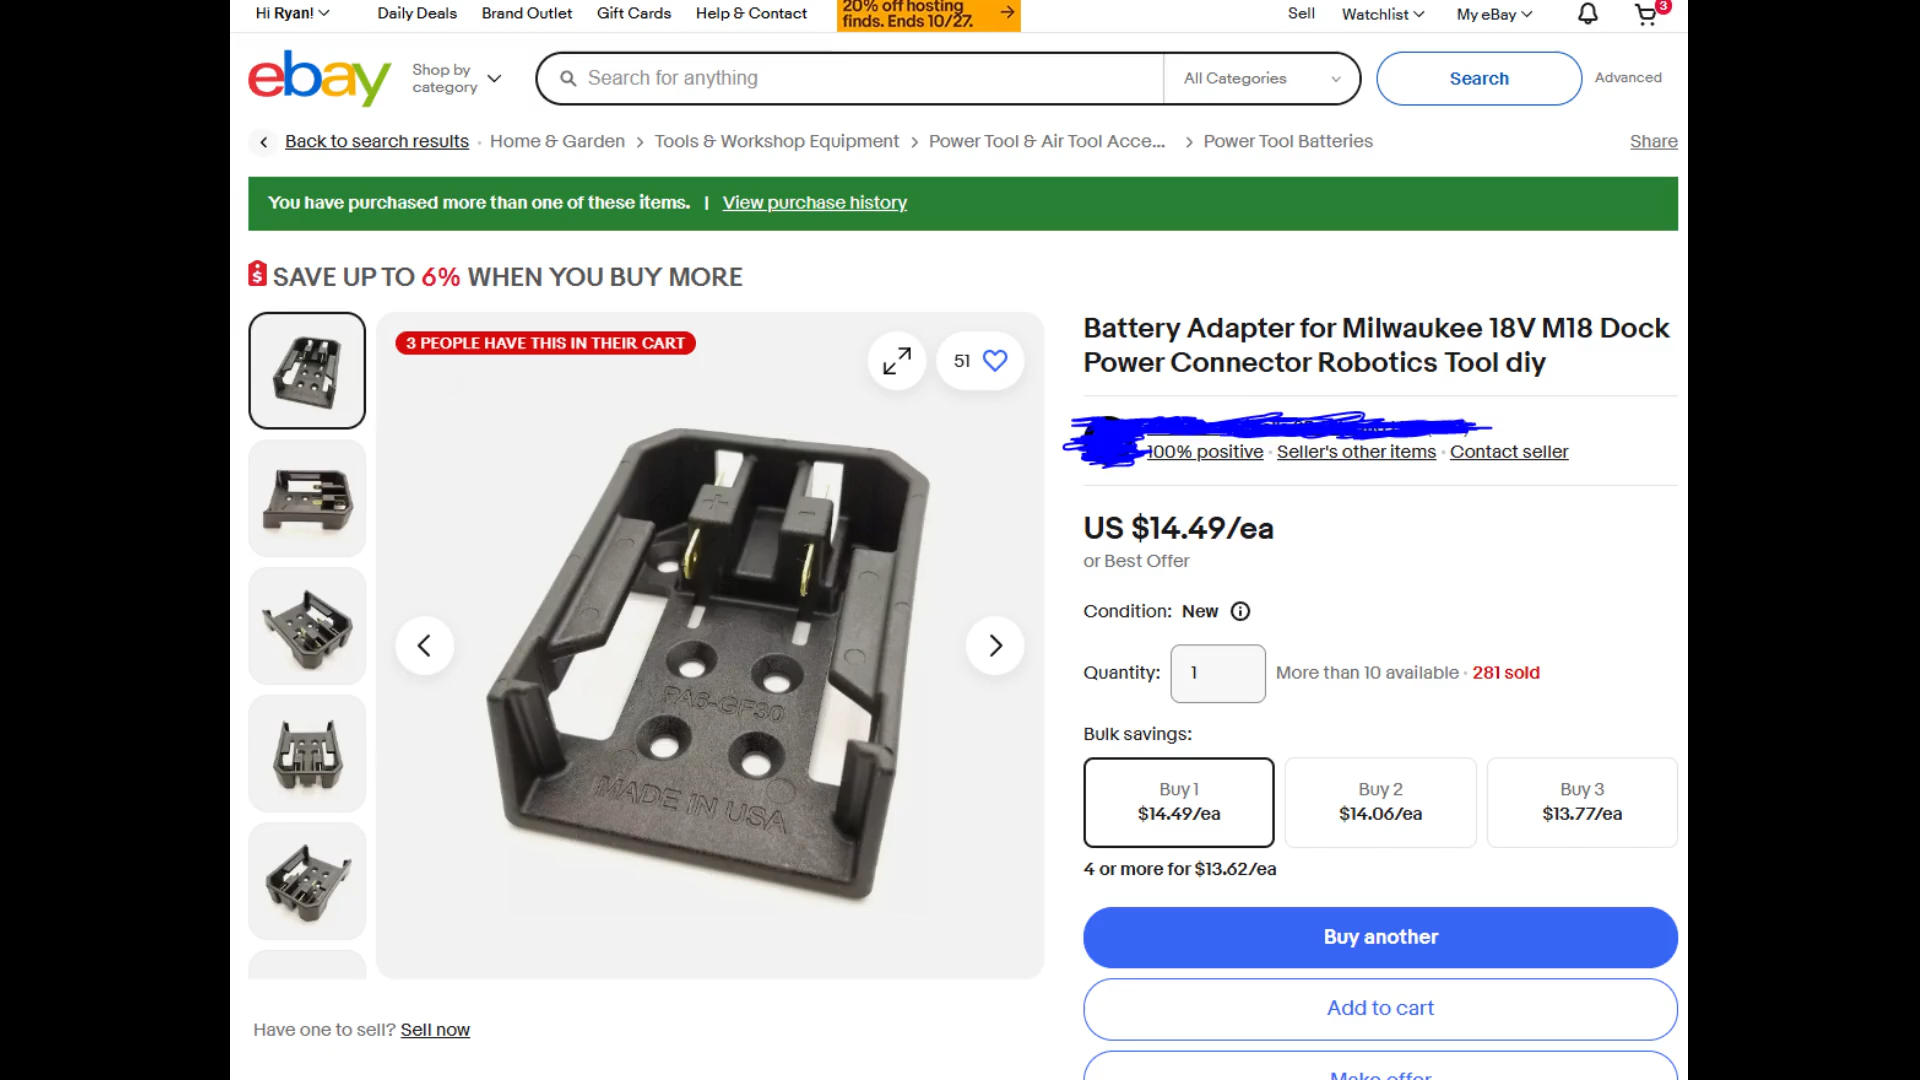 Hi Ryan!
Daily Deals
Brand Outlet
Gift Cards
Help & Contact
20% off hosting
finds. Ends 10/27.
Sell
Watchlist
My eBay
3
ebay
Shop by
category
Search for anything
All Categories
Search
Advanced
Back to search results
Home & Garden
Tools & Workshop Equipment
Power Tool & Air Tool Acce...
Power Tool Batteries
Share
You have purchased more than one of these items. | View purchase history
$ SAVE UP TO 6% WHEN YOU BUY MORE
3 PEOPLE HAVE THIS IN THEIR CART
51
+
-
PA6-GF30
MADE IN USA
Battery Adapter for Milwaukee 18V M18 Dock
Power Connector Robotics Tool diy
100% positive · Seller's other items · Contact seller
US $14.49/ea
or Best Offer
Condition: New
Quantity: 1 More than 10 available · 281 sold
Bulk savings:
Buy 1
$14.49/ea
Buy 2
$14.06/ea
Buy 3
$13.77/ea
4 or more for $13.62/ea
Buy another
Add to cart
Make offer
Have one to sell? Sell now